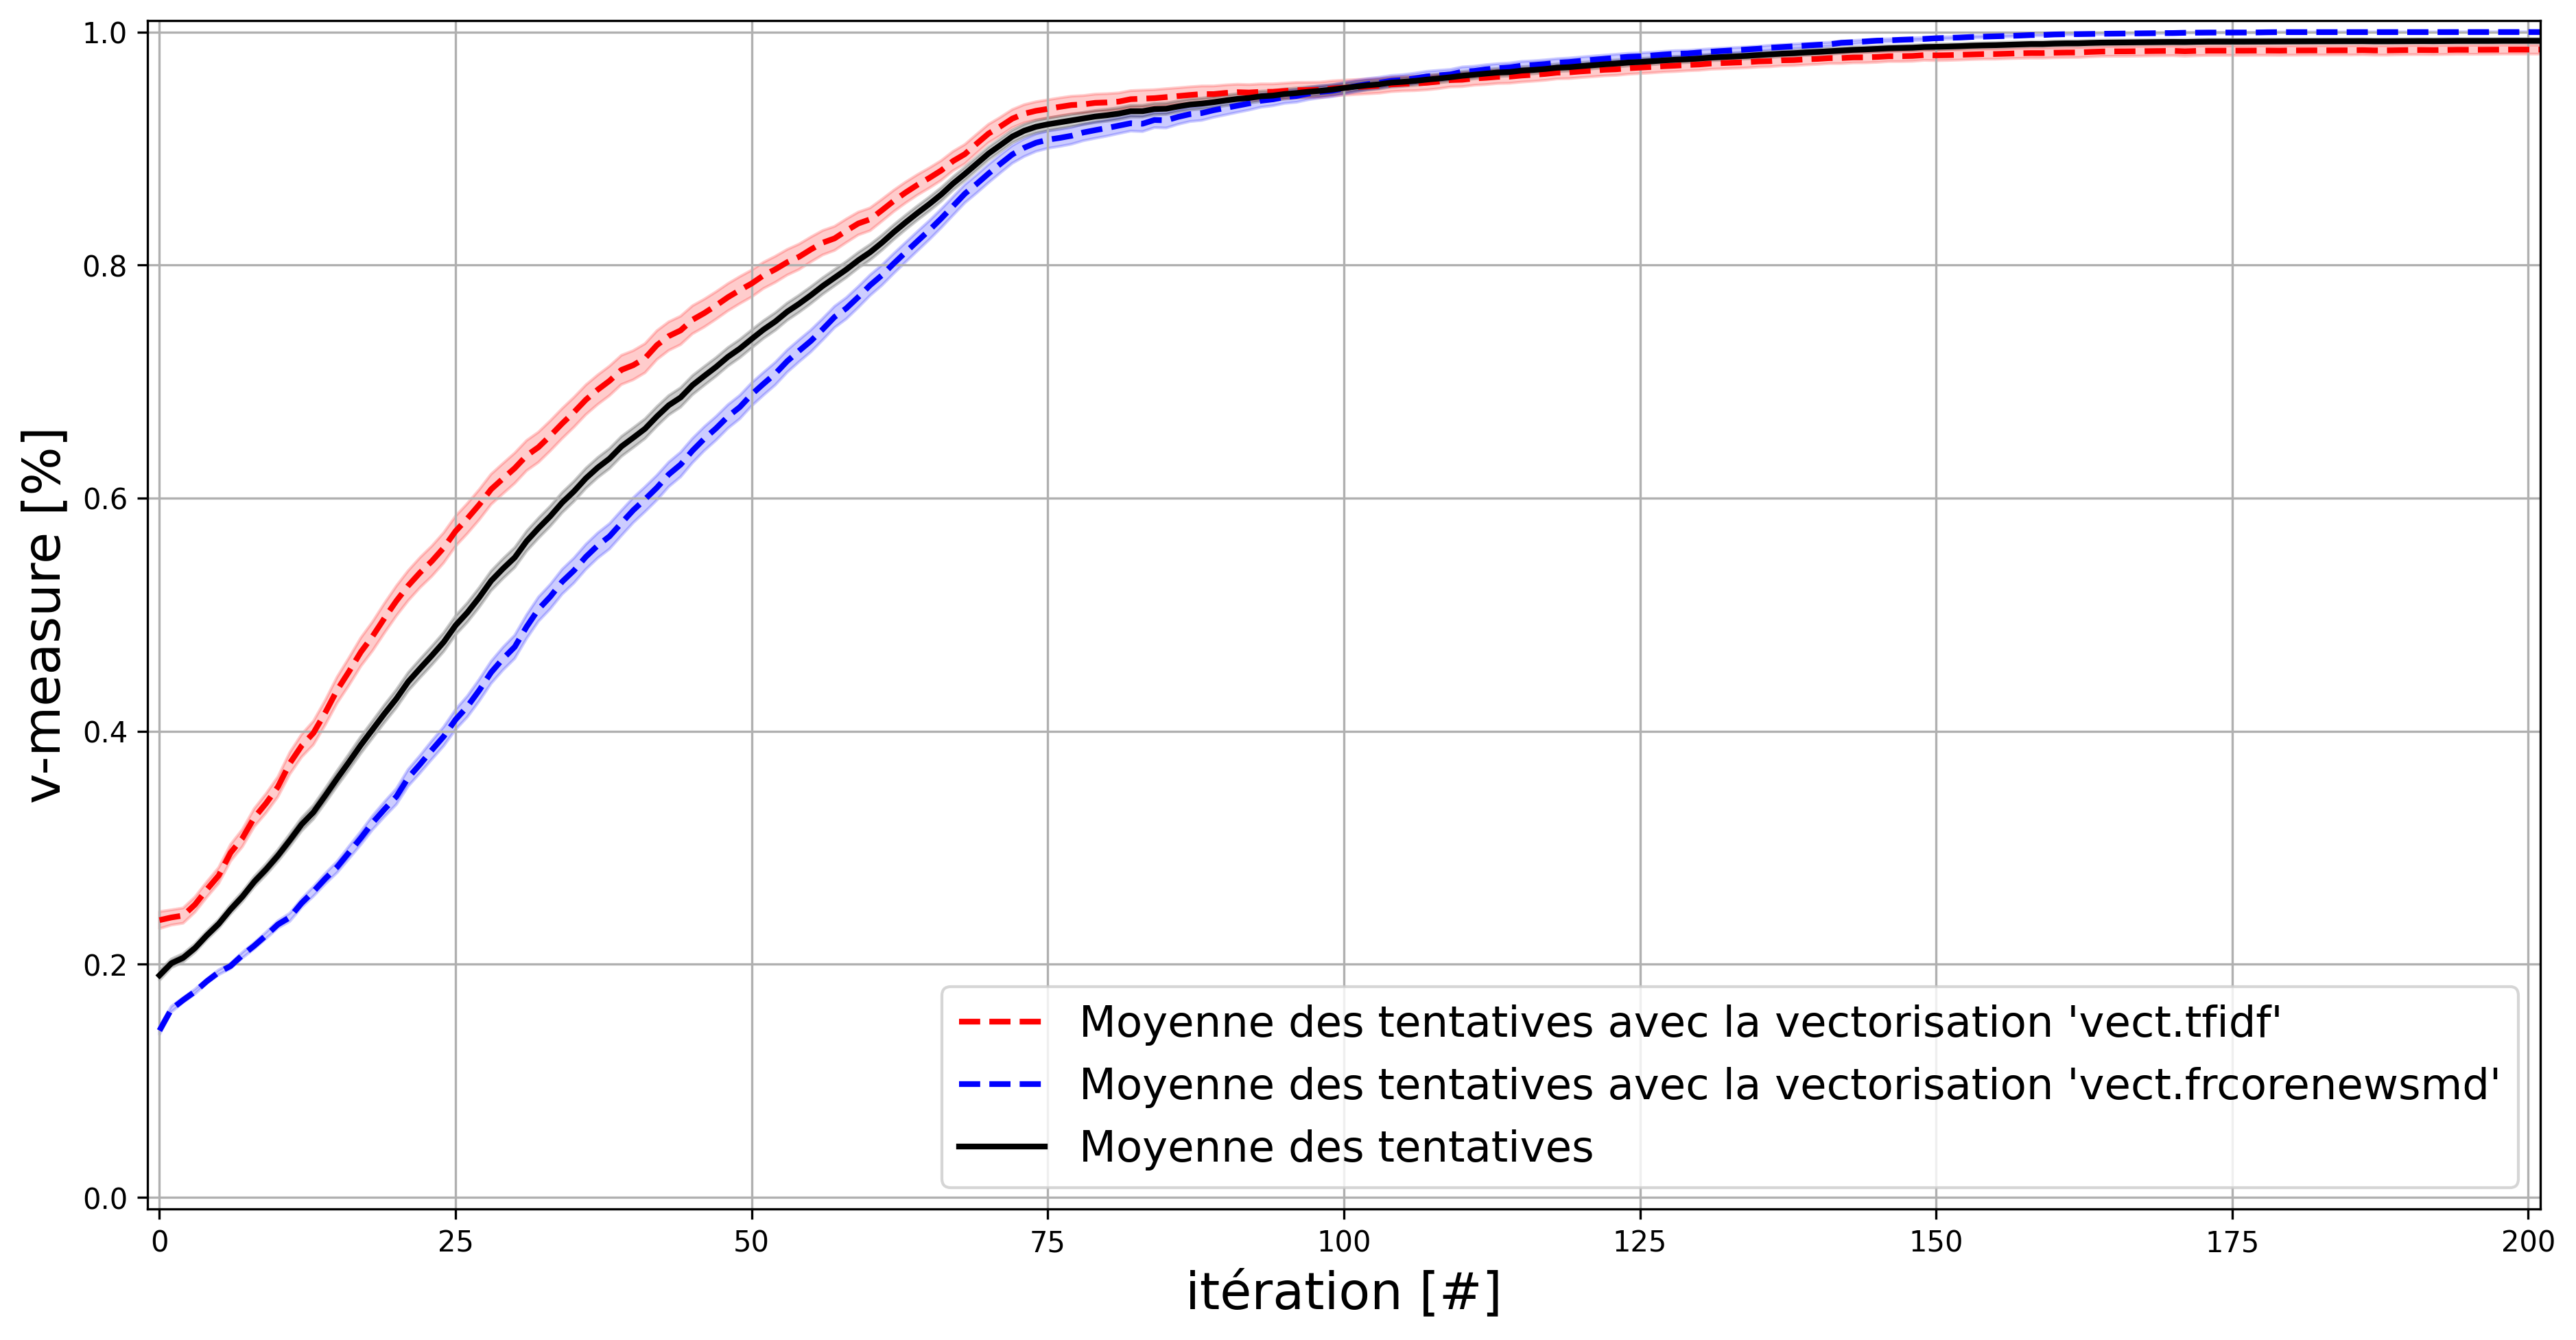 1.0
0.8
0.6
0.4
0.2
0.0
v-measure [%]
0 25 50 75 100 125 150 175 200
itération [#]
Moyenne des tentatives avec la vectorisation 'vect.tfidf'
Moyenne des tentatives avec la vectorisation 'vect.frcorenewsmd'
Moyenne des tentatives